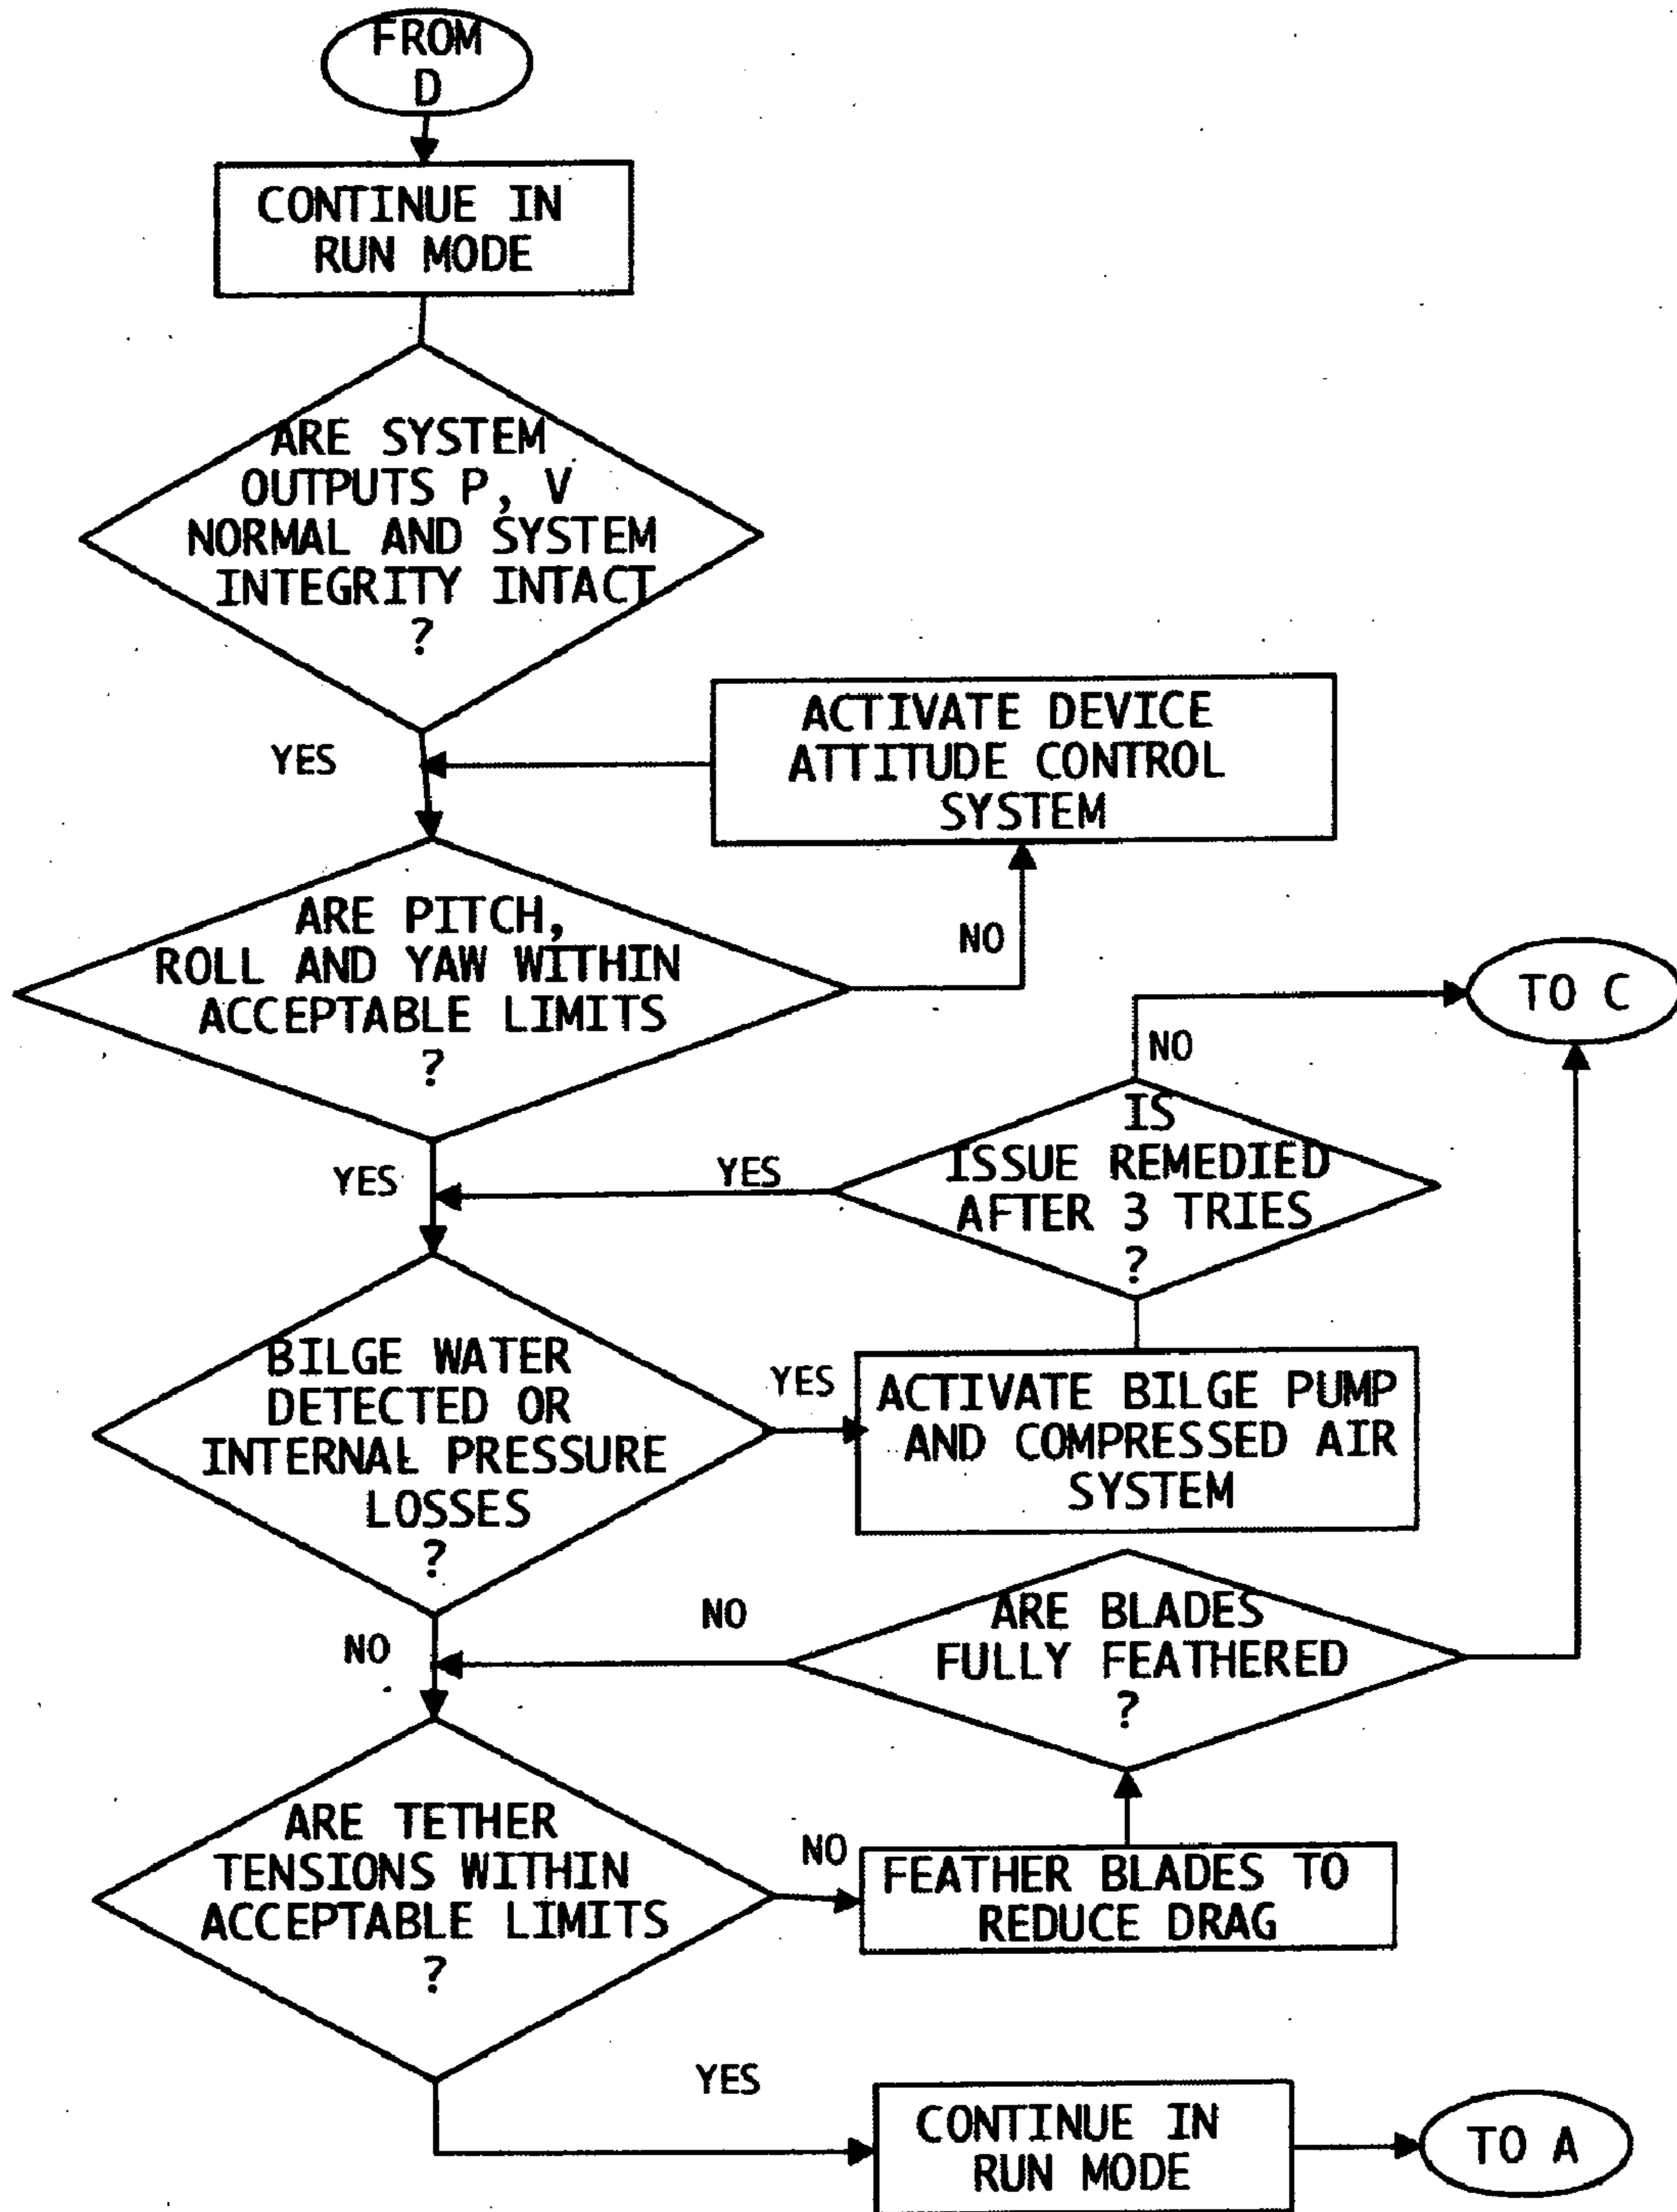 FROM
D
CONTINUE IN
RUN MODE
ARE SYSTEM
OUTPUTS P, V
NORMAL AND SYSTEM
INTEGRITY INTACT
?
YES
ACTIVATE DEVICE
ATTITUDE CONTROL
SYSTEM
NO
ARE PITCH,
ROLL AND YAW WITHIN
ACCEPTABLE LIMITS
?
TO C
NO
IS
ISSUE REMEDIED
AFTER 3 TRIES
?
YES
YES
BILGE WATER
DETECTED OR
INTERNAL PRESSURE
LOSSES
?
YES
ACTIVATE BILGE PUMP
AND COMPRESSED AIR
SYSTEM
NO
NO
ARE BLADES
FULLY FEATHERED
?
ARE TETHER
TENSIONS WITHIN
ACCEPTABLE LIMITS
?
NO
FEATHER BLADES TO
REDUCE DRAG
YES
CONTINUE IN
RUN MODE
TO A